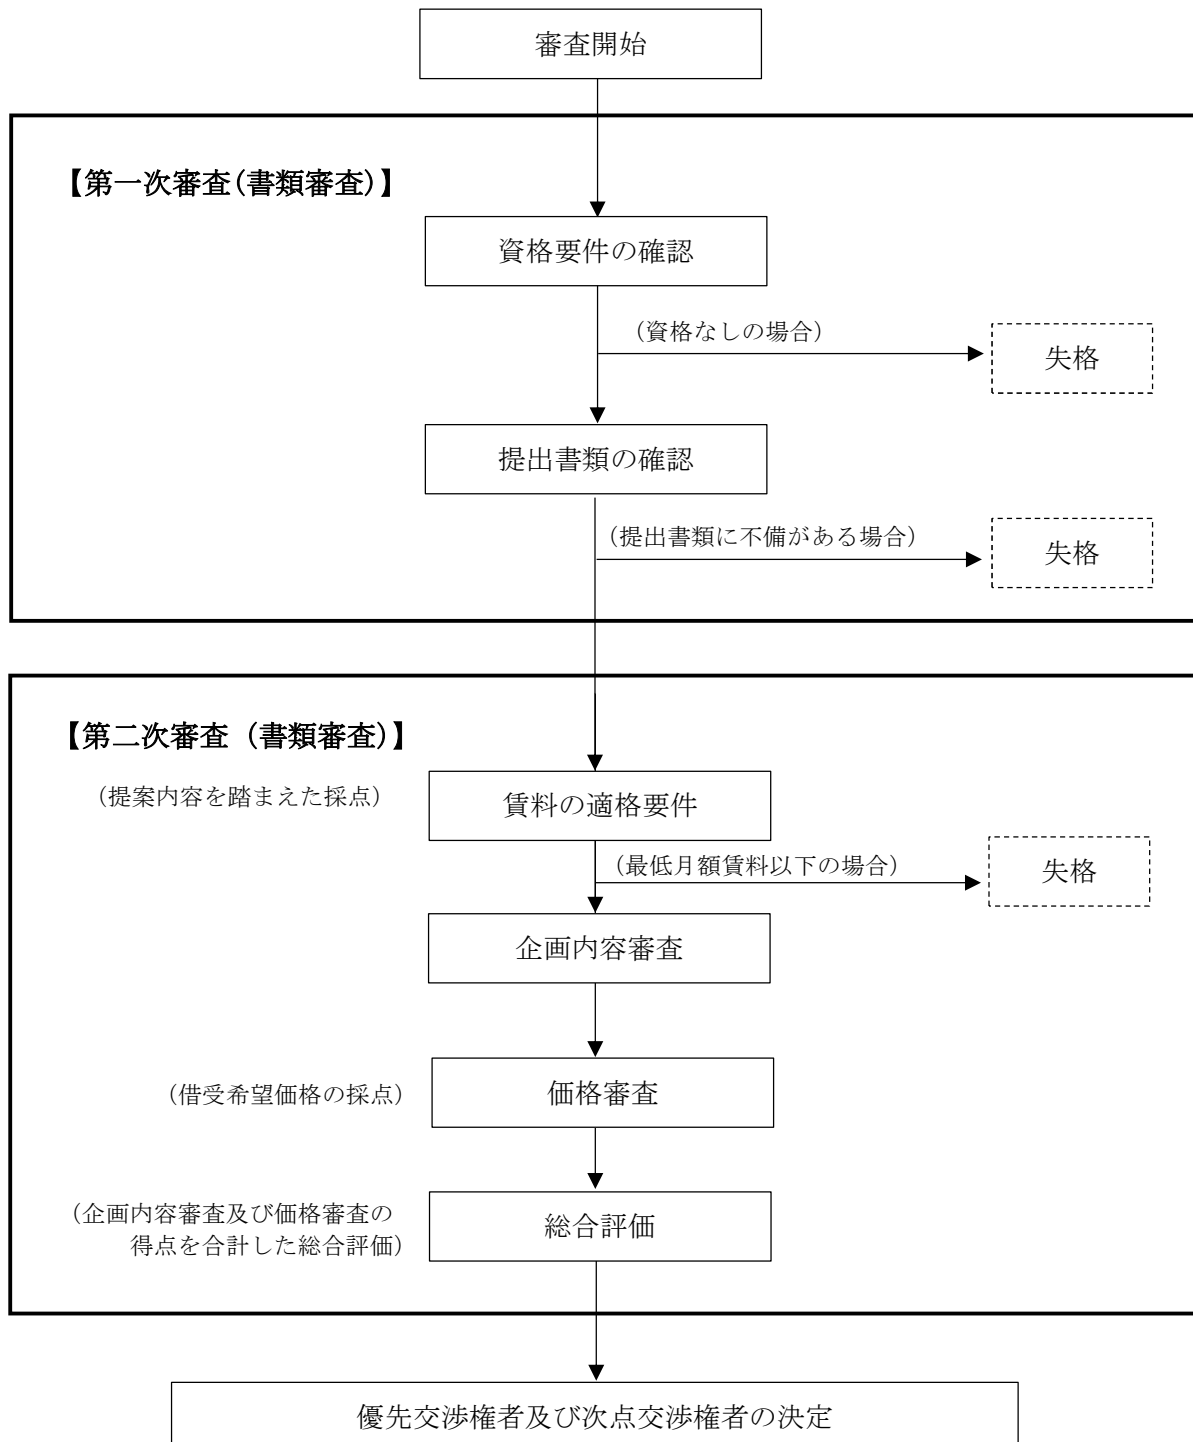 審査開始
【第一次審査(書類審査)】
資格要件の確認
（資格なしの場合）
失格
提出書類の確認
（提出書類に不備がある場合）
失格
【第二次審査（書類審査)】
（提案内容を踏まえた採点）
賃料の適格要件
（最低月額賃料以下の場合）
失格
企画内容審査
（借受希望価格の採点）
価格審査
（企画内容審査及び価格審査の
得点を合計した総合評価）
総合評価
優先交渉権者及び次点交渉権者の決定